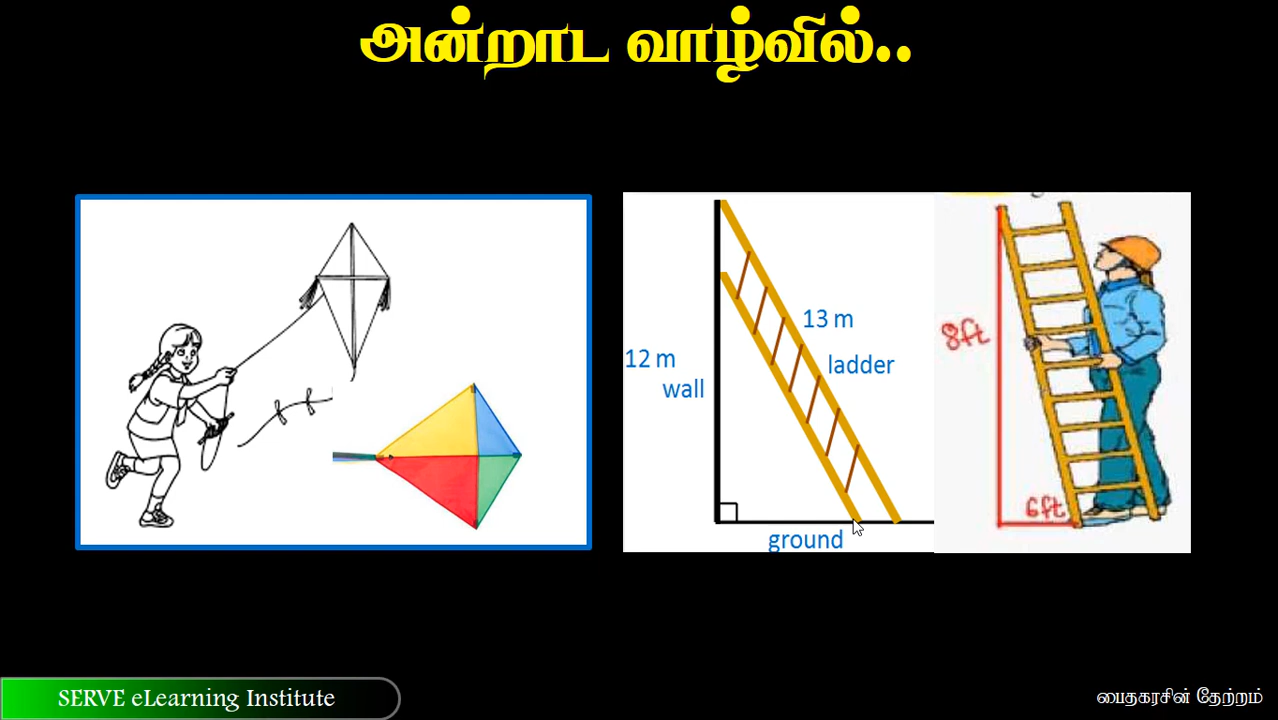 அன்றாட வாழ்வில்..
13 m
12 m
ladder
wall
ground
8ft
6ft
SERVE eLearning Institute
பைதகரசின் தேற்றம்